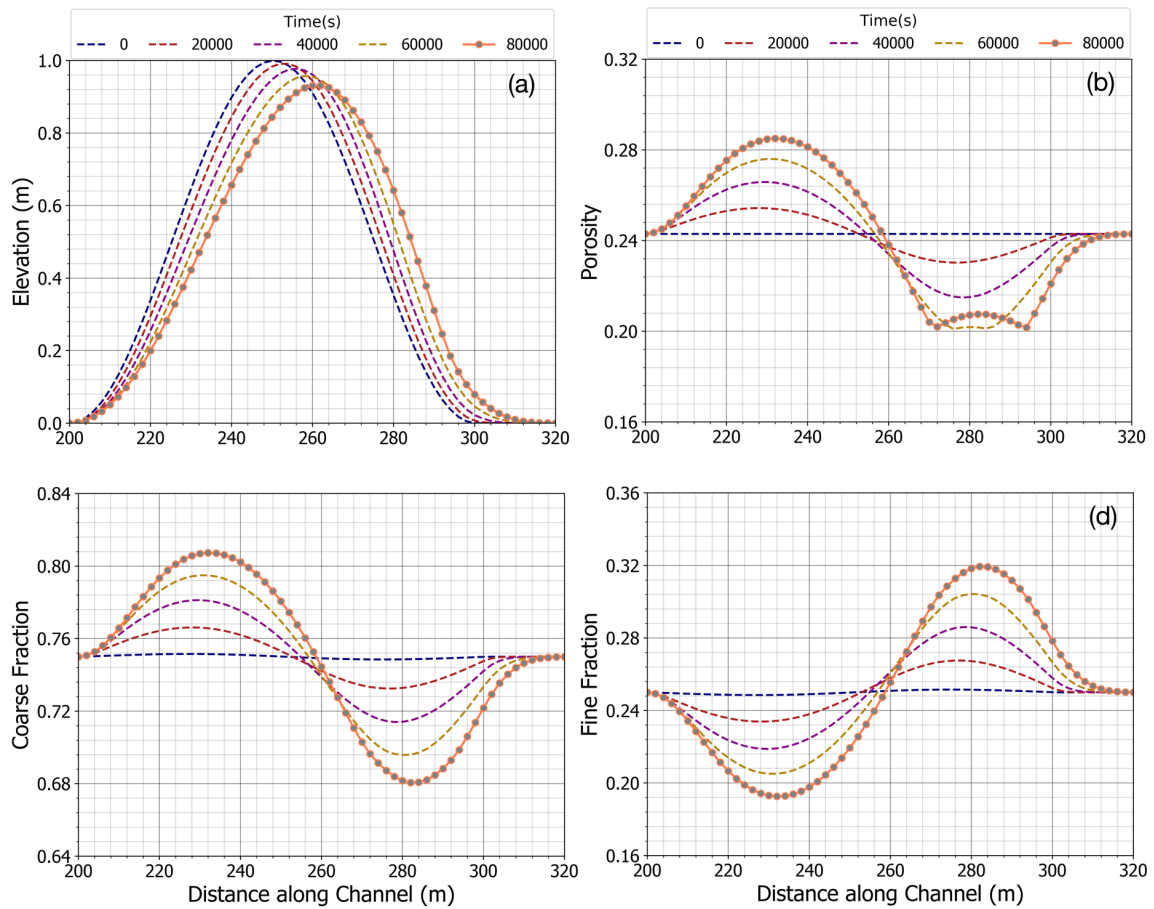 Time(s)
0 20000 40000 60000 80000
(a)
Elevation (m)
1.0
0.8
0.6
0.4
0.2
0.0
200 220 240 260 280 300 320
Time(s)
0 20000 40000 60000 80000
(b)
Porosity
0.32
0.28
0.24
0.20
0.16
200 220 240 260 280 300 320
Coarse Fraction
0.84
0.80
0.76
0.72
0.68
0.64
200 220 240 260 280 300 320
Distance along Channel (m)
(d)
Fine Fraction
0.36
0.32
0.28
0.24
0.20
0.16
200 220 240 260 280 300 320
Distance along Channel (m)